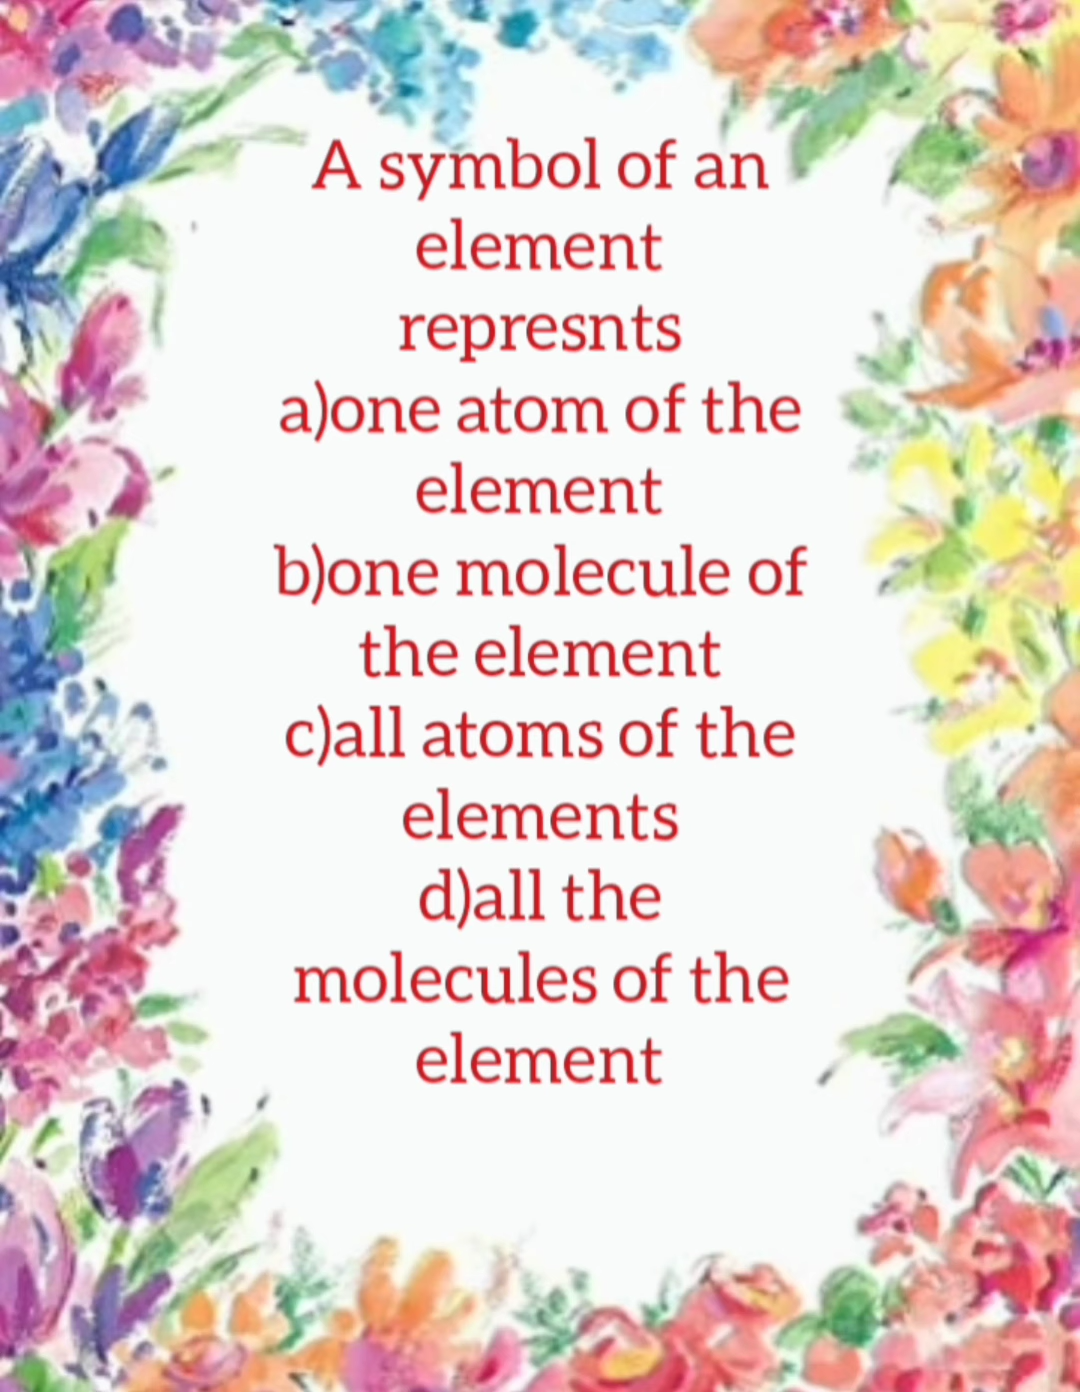 A symbol of an
element
represnts
a)one atom of the
element
b)one molecule of
the element
c)all atoms of the
elements
d)all the
molecules of the
element